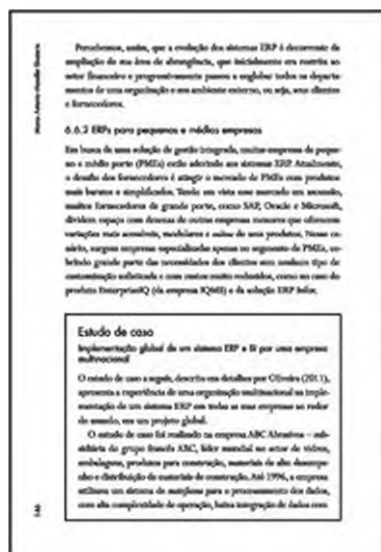 Percebemos, assim, que a evolução dos sistemas ERP é decorrente da
ampliação de sua área de abrangência, que inicialmente era restrita ao
setor financeiro e progressivamente passou a englobar todos os departa-
mentos de uma organização e seu ambiente externo, ou seja, seus clientes
e fornecedores.
6.6.2 ERPs para pequenas e médias empresas
Em busca de uma solução de gestão integrada, muitas empresas de peque-
no e médio porte (PMEs) estão aderindo aos sistemas ERP. Atualmente,
o desafio dos fornecedores é atingir o mercado de PMEs com produtos
mais baratos e simplificados. Tendo em vista esse mercado em ascensão,
muitos fornecedores de grande porte, como SAP, Oracle e Microsoft,
dividem espaço com dezenas de outras empresas menores que oferecem
variações mais acessíveis, modulares e de seus produtos. Nesse ce-
nário, surgem empresas especializadas apenas no segmento de PMEs, co-
brindo grande parte das necessidades dos clientes sem nenhum tipo de
customização sofisticada e com custos muito reduzidos, como no caso do
produto EnterpriseIQ (da empresa IQMS) e da solução ERP Infor.
Estudo de caso
Implementação global de um sistema ERP e BI por uma empresa
multinacional
O estudo de caso a seguir, descrito em detalhes por Oliveira (2011),
apresenta a experiência de uma organização multinacional na imple-
mentação de um sistema ERP em todas as suas empresas ao redor
do mundo, em um projeto global.
O estudo de caso foi realizado na empresa ABC Abrasivos – sub-
sidiária do grupo francês ABC, líder mundial no setor de vidros,
embalagens, produtos para construção, materiais de alto desempe-
nho e distribuição de materiais de construção. Até 1996, a empresa
utilizava um sistema de para o processamento dos dados,
com alta complexidade de operação, baixa integração de dados com
146